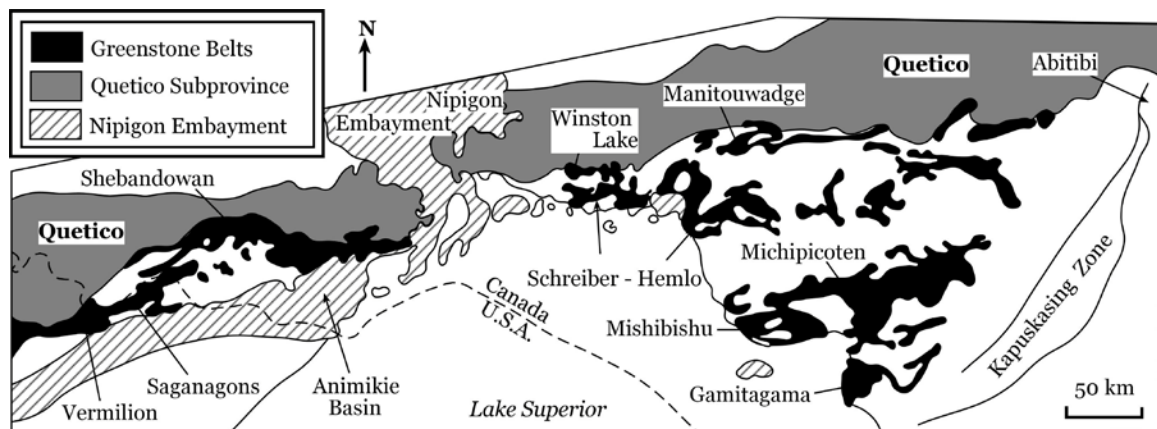 Greenstone Belts
Quetico Subprovince
Nipigon Embayment
N
Nipigon
Embayment
Quetico
Abitibi
Manitouwadge
Winston
Lake
Shebandowan
Quetico
Michipicoten
Schreiber - Hemlo
Canada
U.S.A.
Mishibishu
Kapuskasing Zone
Saganagons
Animikie
Basin
Gamitagama
Vermilion
Lake Superior
50 km